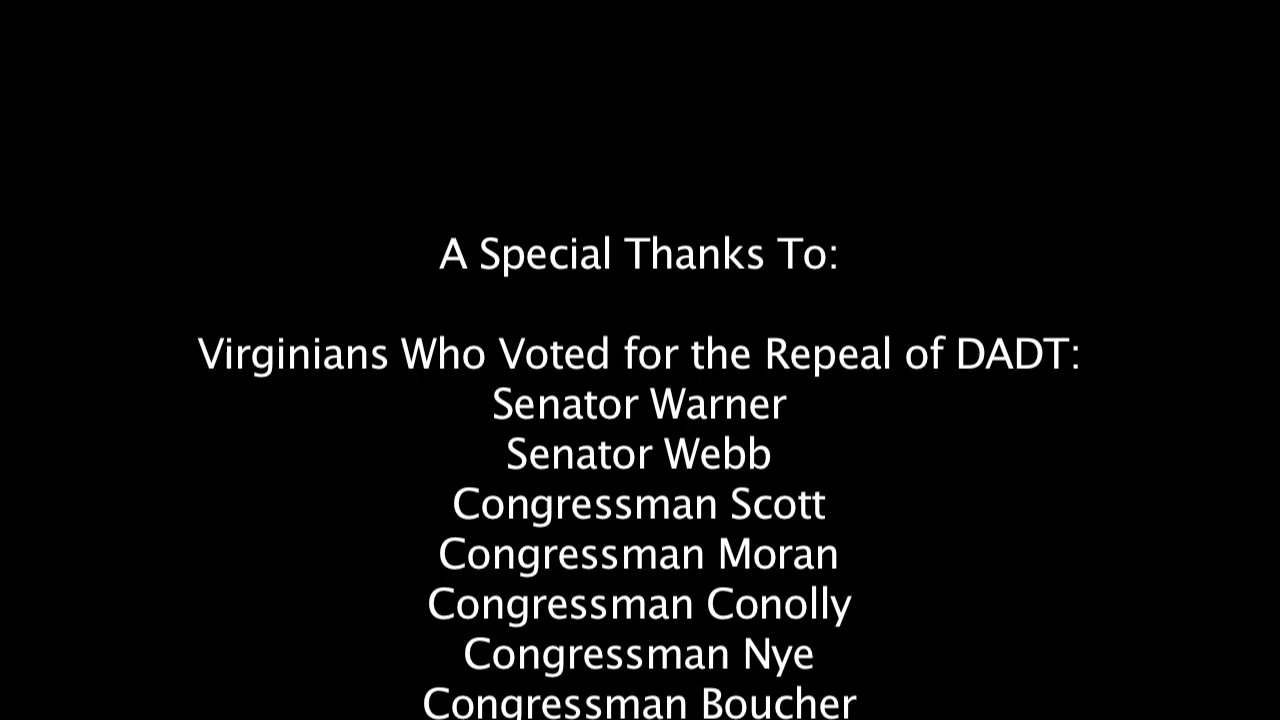 A Special Thanks To:
Virginians Who Voted for the Repeal of DADT:
Senator Warner
Senator Webb
Congressman Scott
Congressman Moran
Congressman Conolly
Congressman Nye
Congressman Boucher